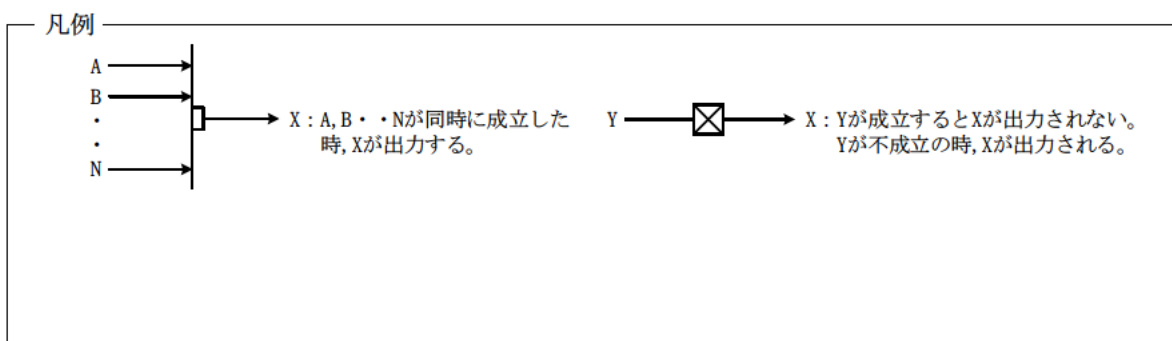 凡例
A
B
・
・
N
X:A,B・・Nが同時に成立した
時,Xが出力する。
Y
X:Yが成立するとXが出力されない。
Yが不成立の時,Xが出力される。